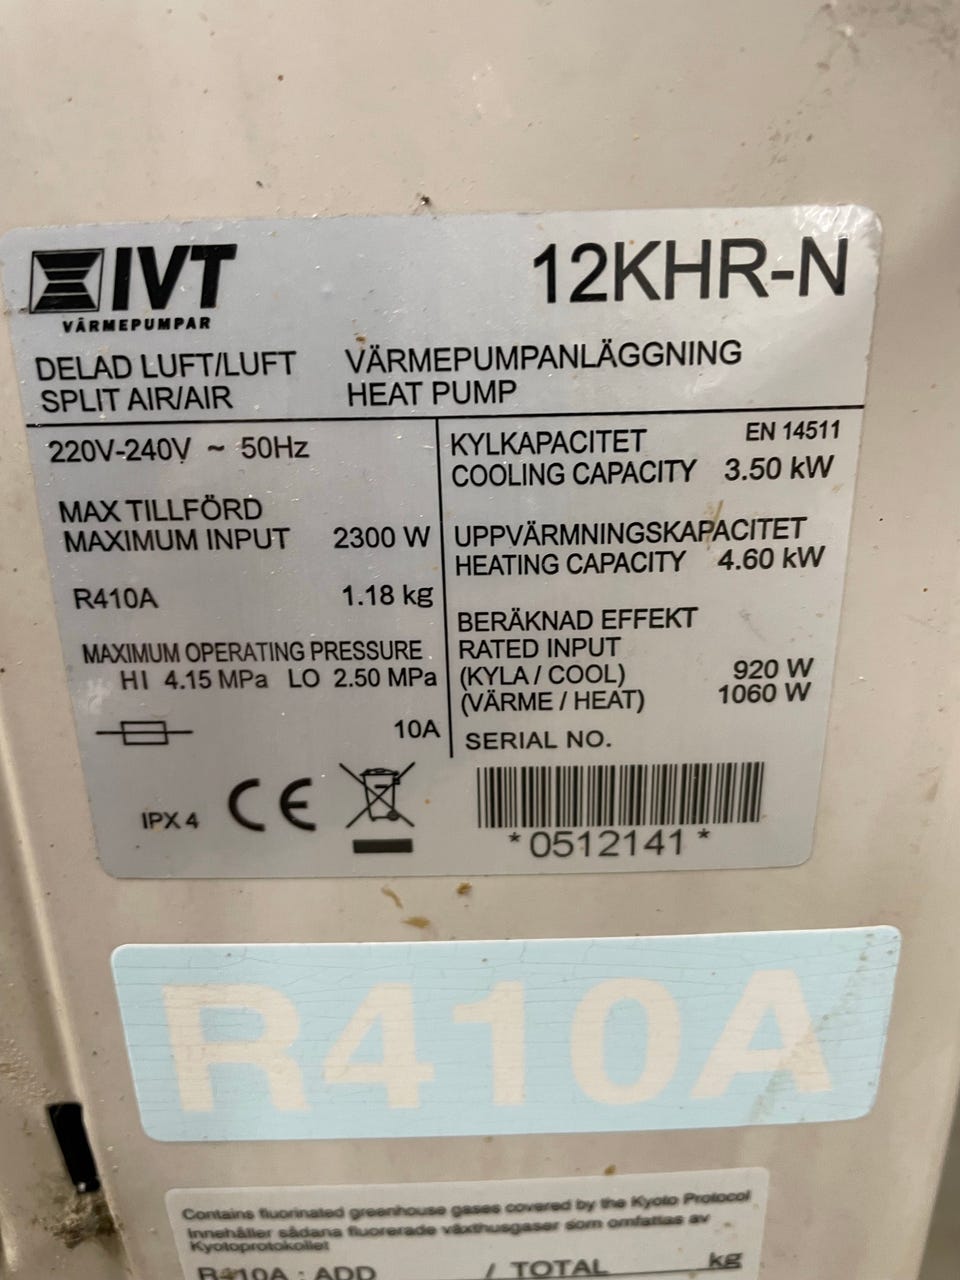 IVT
VÄRMEPUMPAR
12KHR-N
DELAD LUFT/LUFT VÄRMEPUMPANLÄGGNING
SPLIT AIR/AIR HEAT PUMP
220V-240V ~ 50Hz
MAX TILLFÖRD
MAXIMUM INPUT 2300 W
R410A 1.18 kg
MAXIMUM OPERATING PRESSURE
HI 4.15 MPa LO 2.50 MPa
10A
IPX4 CE
KYLKAPACITET EN 14511
COOLING CAPACITY 3.50 kW
UPPVÄRMNINGSKAPACITET
HEATING CAPACITY 4.60 kW
BERÄKNAD EFFEKT
RATED INPUT
(KYLA / COOL) 920 W
(VÄRME / HEAT) 1060 W
SERIAL NO.
*0512141*
R410A
Contains fluorinated greenhouse gases covered by the Kyoto Protocol
Innehåller sådana fluorerade växthusgaser som omfattas av
Kyotoprotokollet
R410A : ADD / TOTAL kg